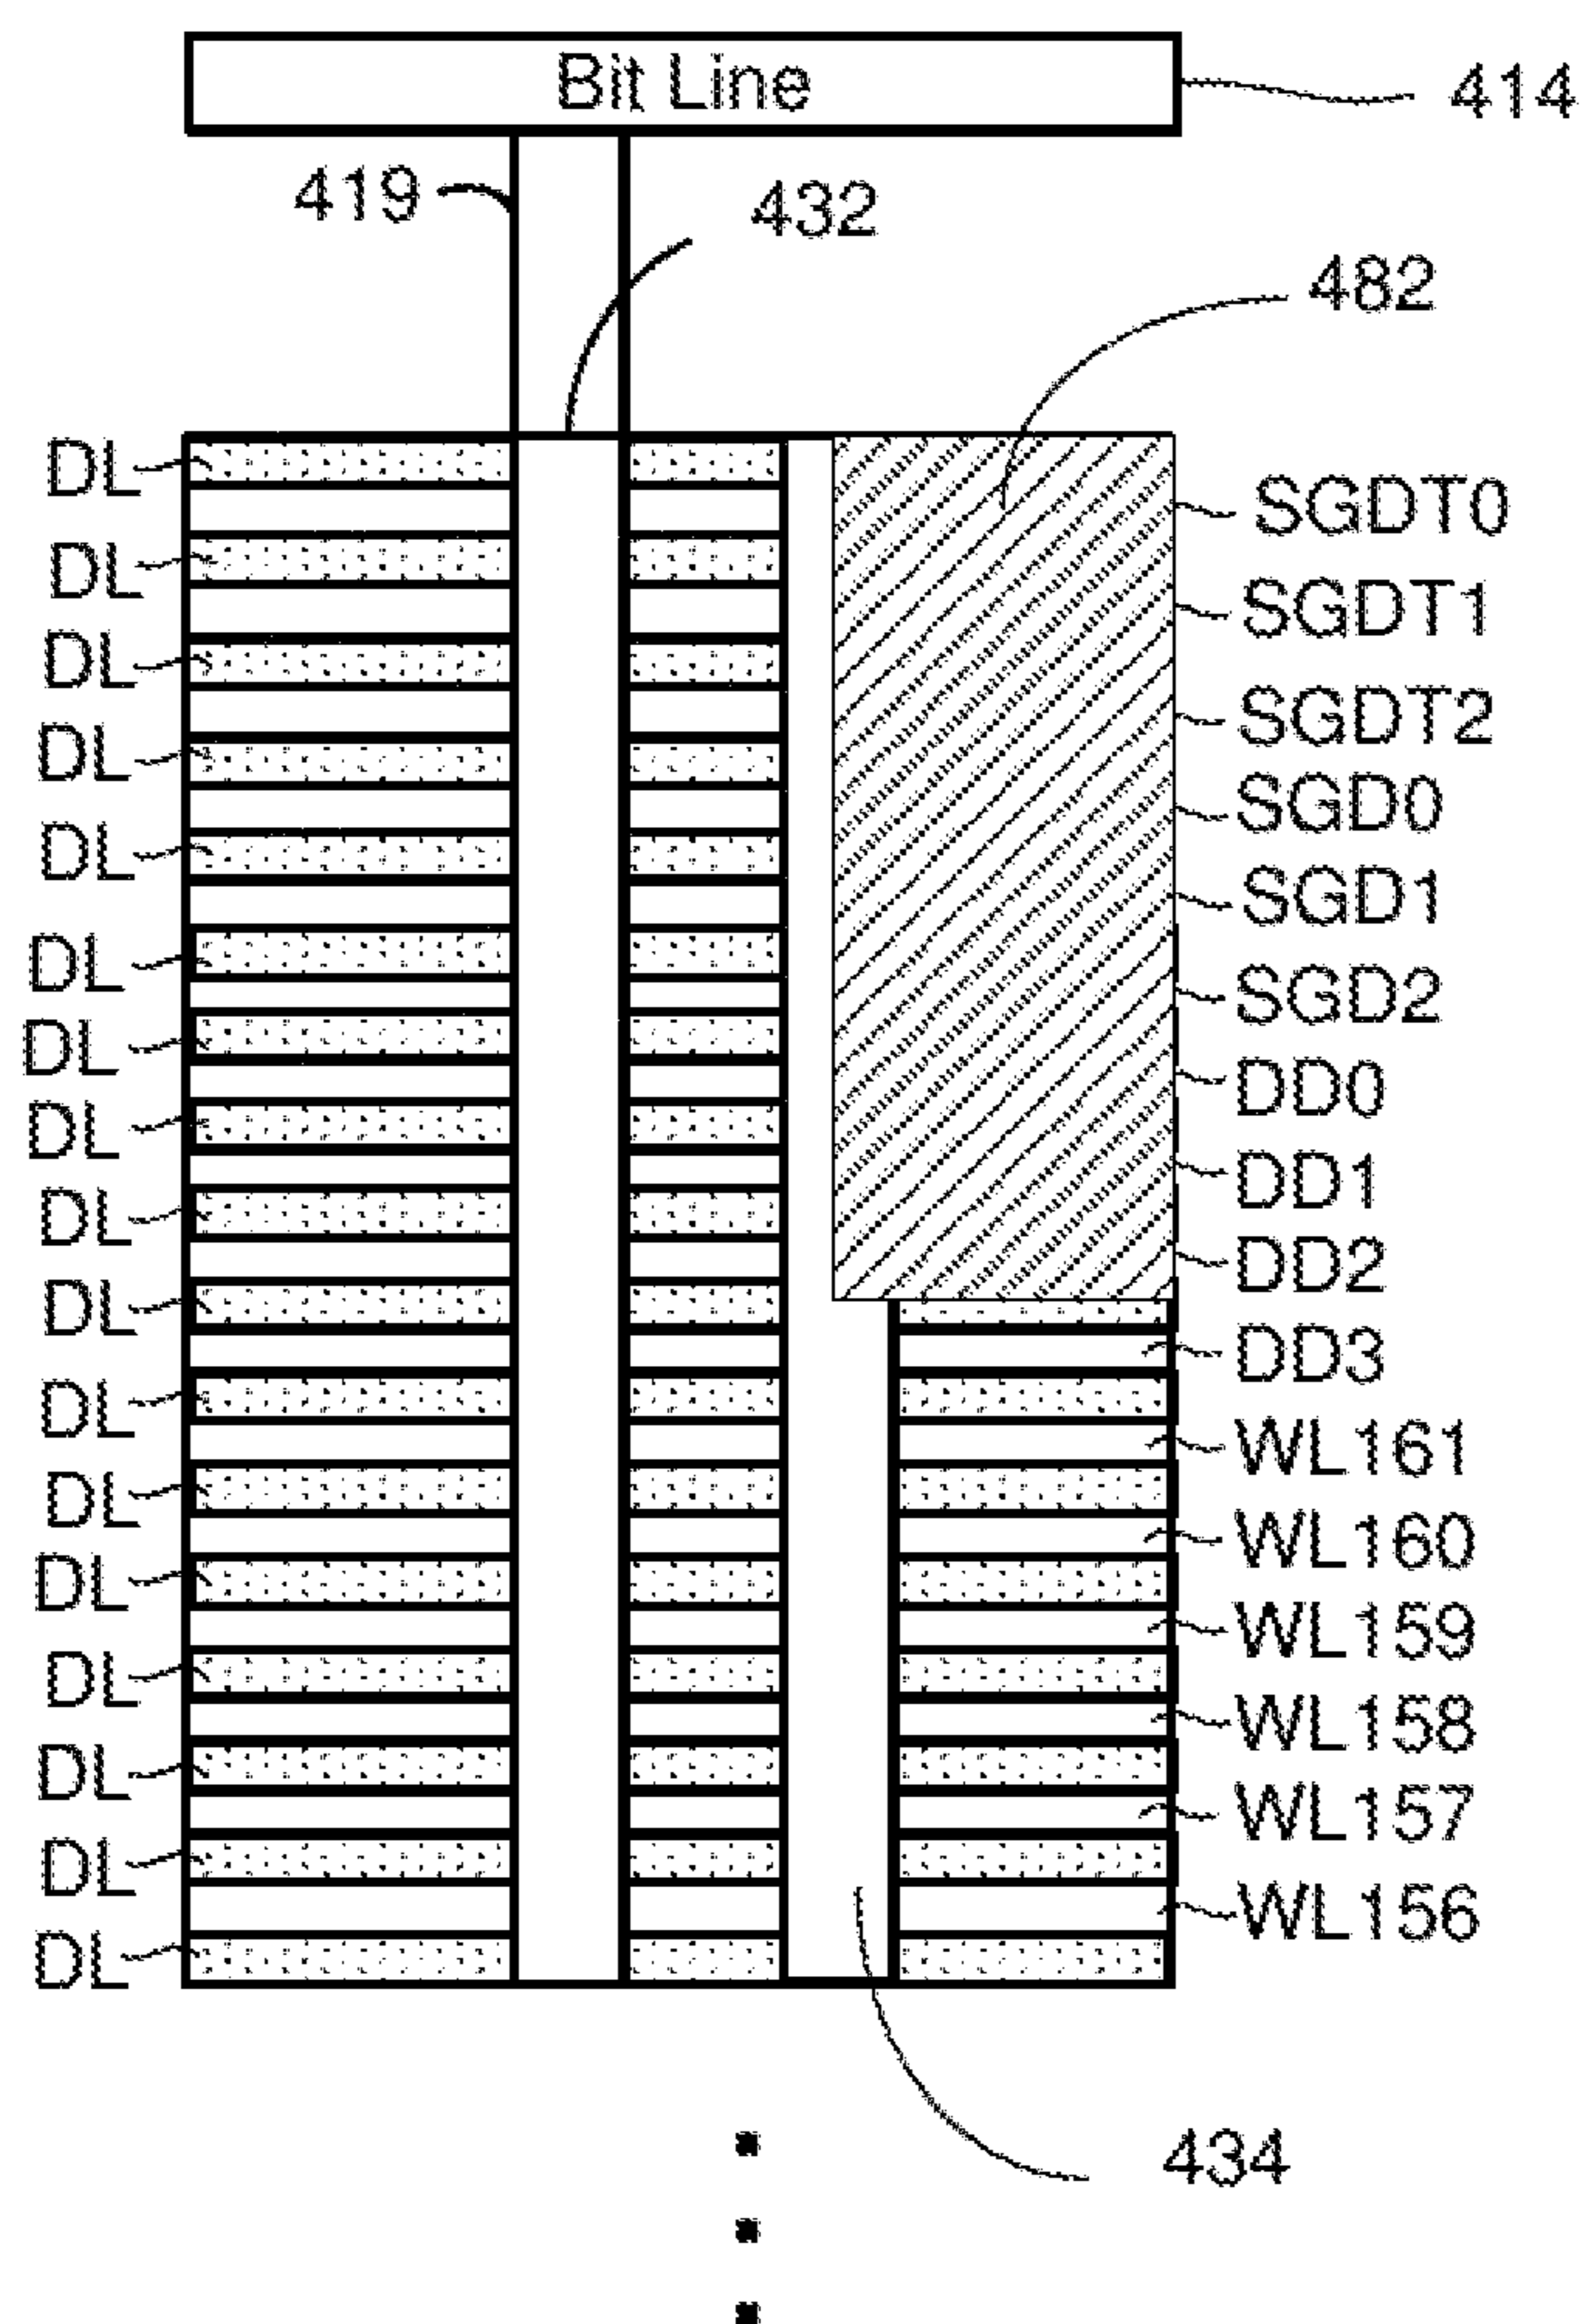 Bit Line
414
419
432
482
DL
SGDT0
DL
SGDT1
DL
SGDT2
DL
SGD0
DL
SGD1
DL
SGD2
DL
DD0
DL
DD1
DL
DD2
DL
DD3
DL
WL161
DL
WL160
DL
WL159
DL
WL158
DL
WL157
DL
WL156
DL
434